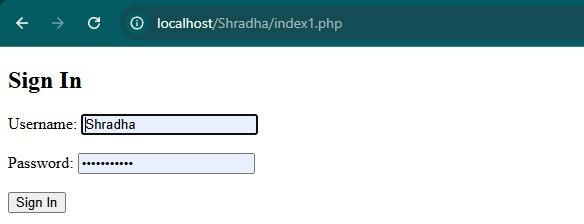 localhost/Shradha/index1.php
Sign In
Username: Shradha
Password: •••••••••••
Sign In